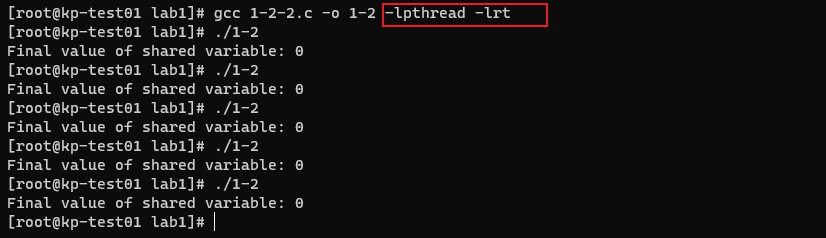 [root@kp-test01 lab1]# gcc 1-2-2.c -o 1-2 -lpthread -lrt
[root@kp-test01 lab1]# ./1-2
Final value of shared variable: 0
[root@kp-test01 lab1]# ./1-2
Final value of shared variable: 0
[root@kp-test01 lab1]# ./1-2
Final value of shared variable: 0
[root@kp-test01 lab1]# ./1-2
Final value of shared variable: 0
[root@kp-test01 lab1]# ./1-2
Final value of shared variable: 0
[root@kp-test01 lab1]#